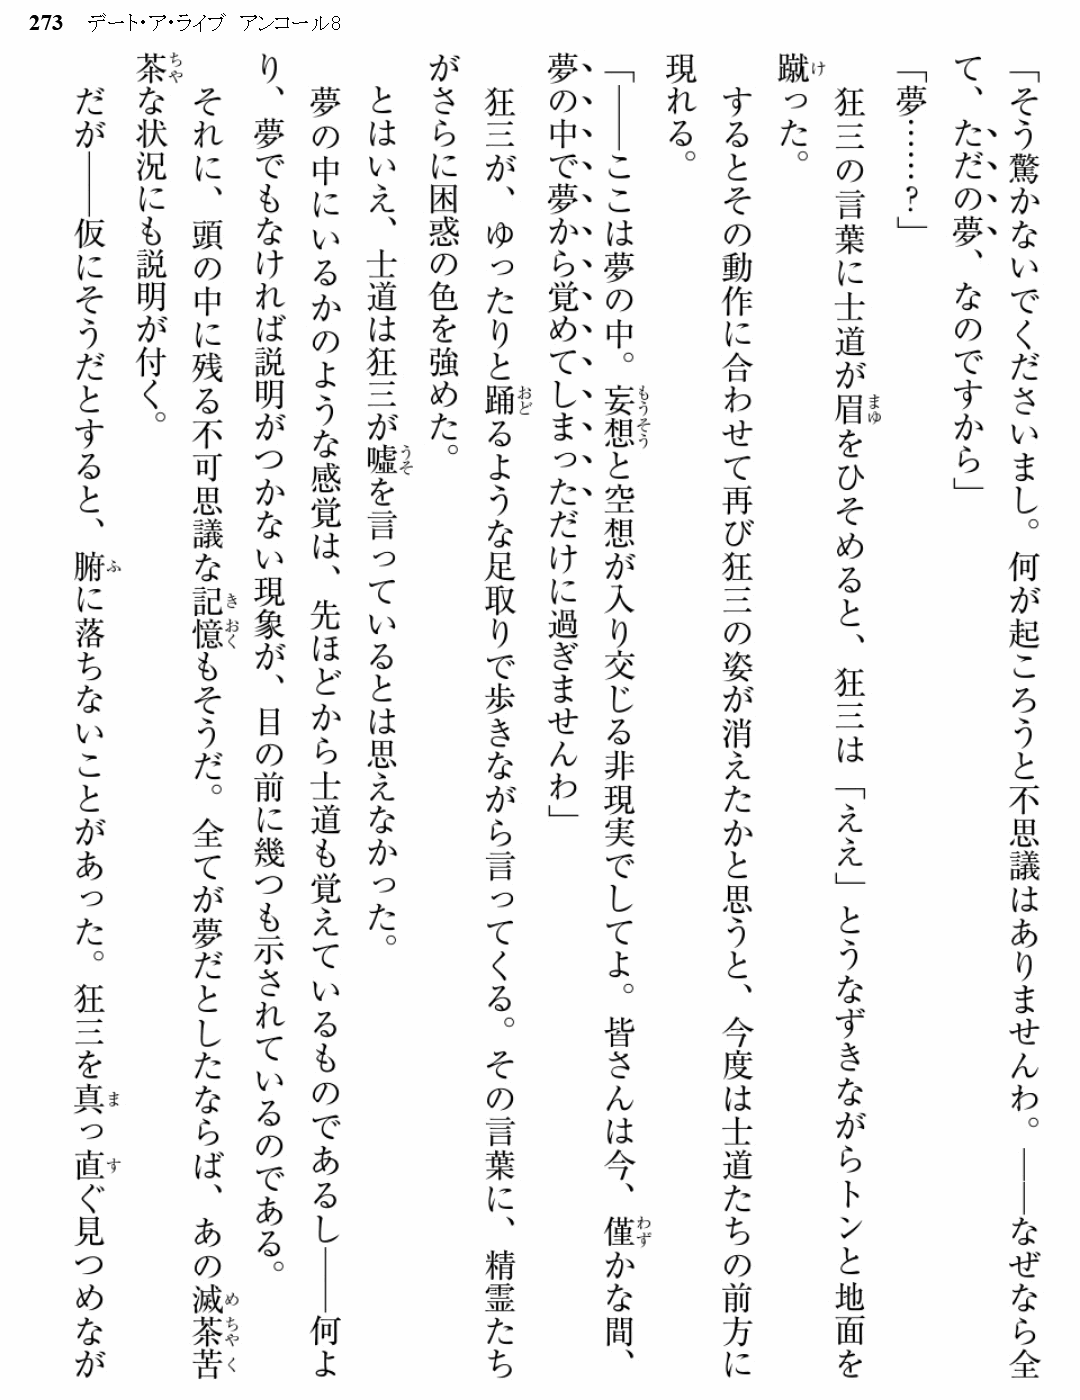 273 デート・ア・ライブ アンコール8
「そう驚かないでくださいまし。何が起ころうと不思議はありませんわ。――なぜなら全
て、ただの夢、なのですから」
「夢……？」
狂三の言葉に士道が眉をひそめると、狂三は「ええ」とうなずきながらトンと地面を
蹴った。
するとその動作に合わせて再び狂三の姿が消えたかと思うと、今度は士道たちの前方に
現れる。
「――ここは夢の中。妄想と空想が入り交じる非現実でしてよ。皆さんは今、僅かな間、
夢の中で夢から覚めてしまっただけに過ぎませんわ」
狂三が、ゆったりと踊るような足取りで歩きながら言ってくる。その言葉に、精霊たち
がさらに困惑の色を強めた。
とはいえ、士道は狂三が嘘を言っているとは思えなかった。
夢の中にいるかのような感覚は、先ほどから士道も覚えているものであるし――何よ
り、夢でもなければ説明がつかない現象が、目の前に幾つも示されているのである。
それに、頭の中に残る不可思議な記憶もそうだ。全てが夢だとしたならば、あの滅茶苦
茶な状況にも説明が付く。
だが――仮にそうだとすると、腑に落ちないことがあった。狂三を真っ直ぐ見つめなが